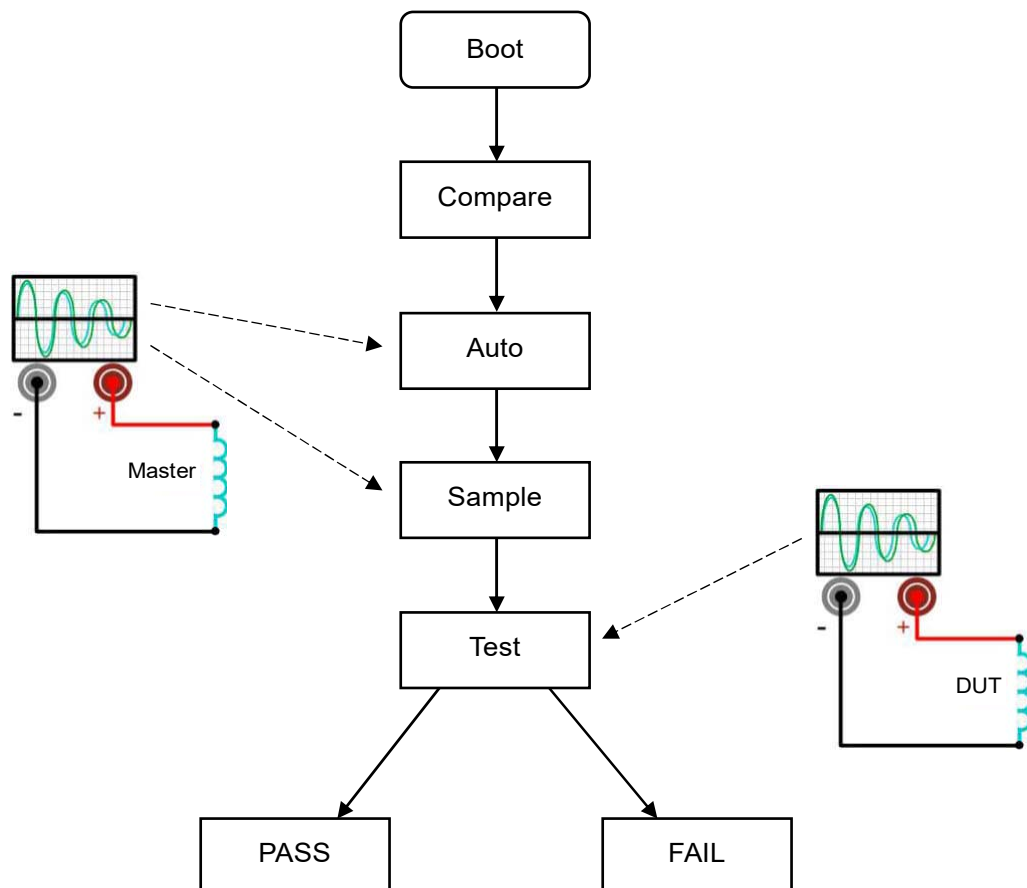 Boot
Compare
Auto
Sample
Test
PASS
FAIL
- +
Master
- +
DUT